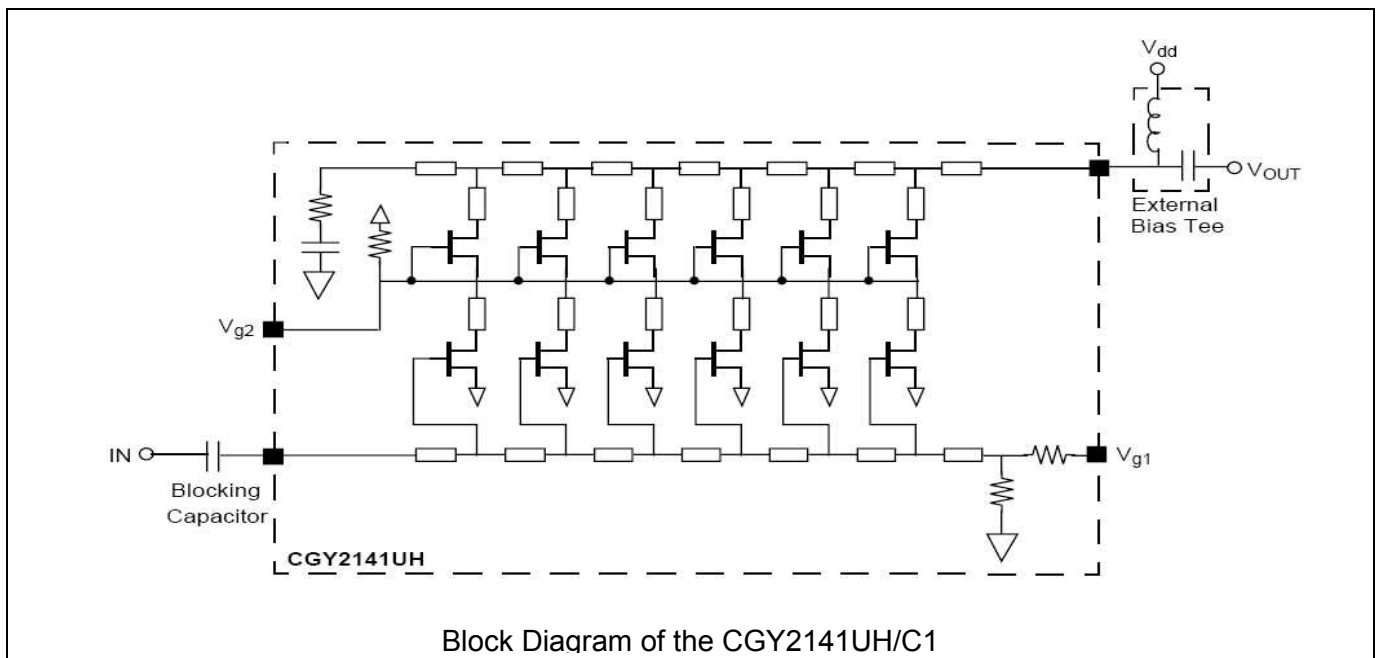 Vdd
VOUT
External
Bias Tee
Vg2
IN
Blocking
Capacitor
Vg1
CGY2141UH
Block Diagram of the CGY2141UH/C1